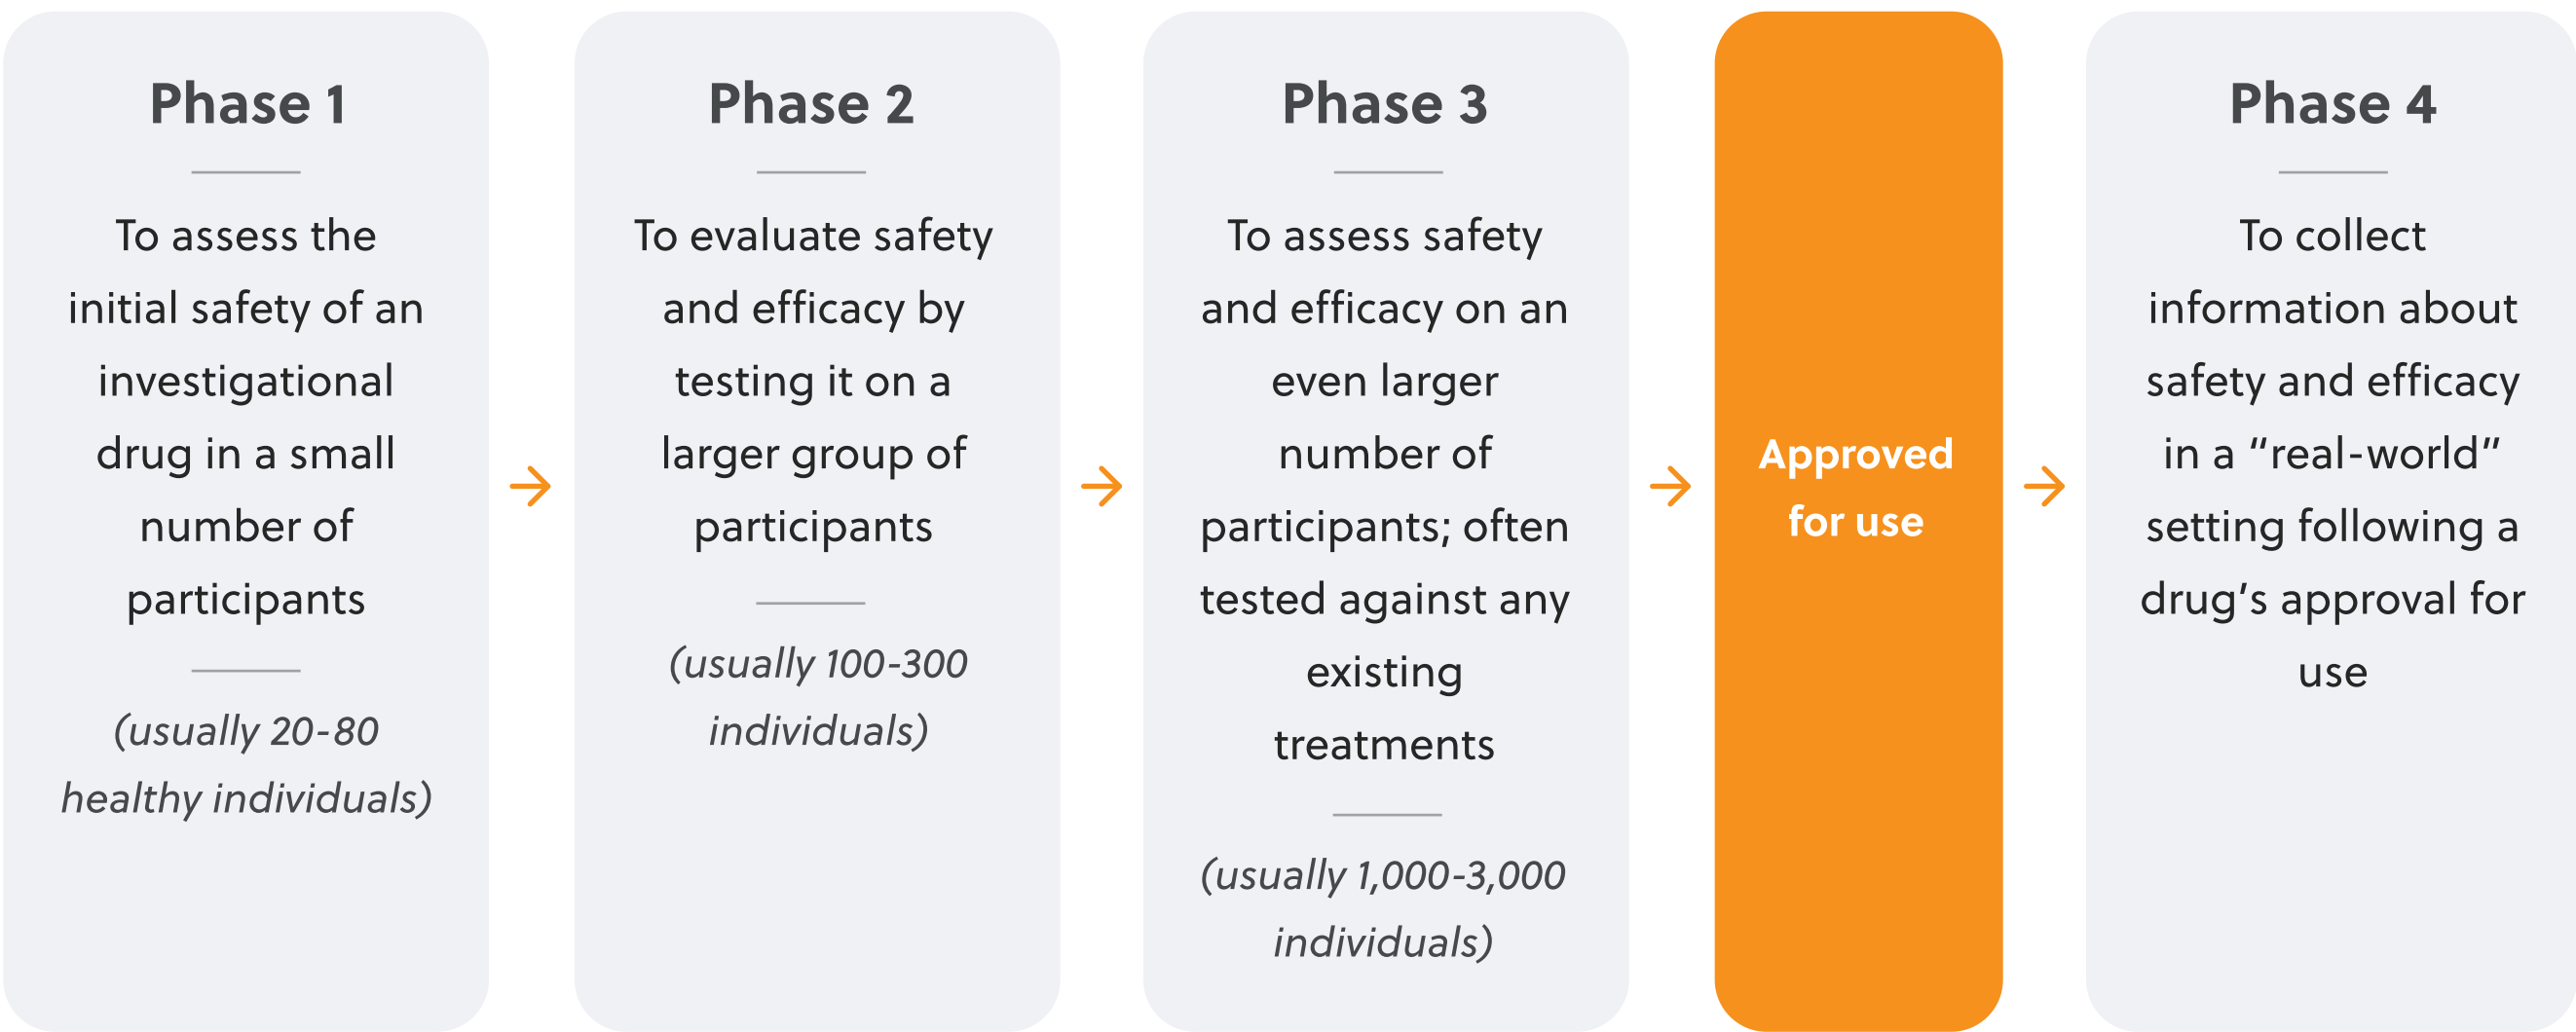 Phase 1
To assess the
initial safety of an
investigational
drug in a small
number of
participants
(usually 20-80
healthy individuals)
Phase 2
To evaluate safety
and efficacy by
testing it on a
larger group of
participants
(usually 100-300
individuals)
Phase 3
To assess safety
and efficacy on an
even larger
number of
participants; often
tested against any
existing
treatments
(usually 1,000-3,000
individuals)
Approved
for use
Phase 4
To collect
information about
safety and efficacy
in a “real-world”
setting following a
drug’s approval for
use